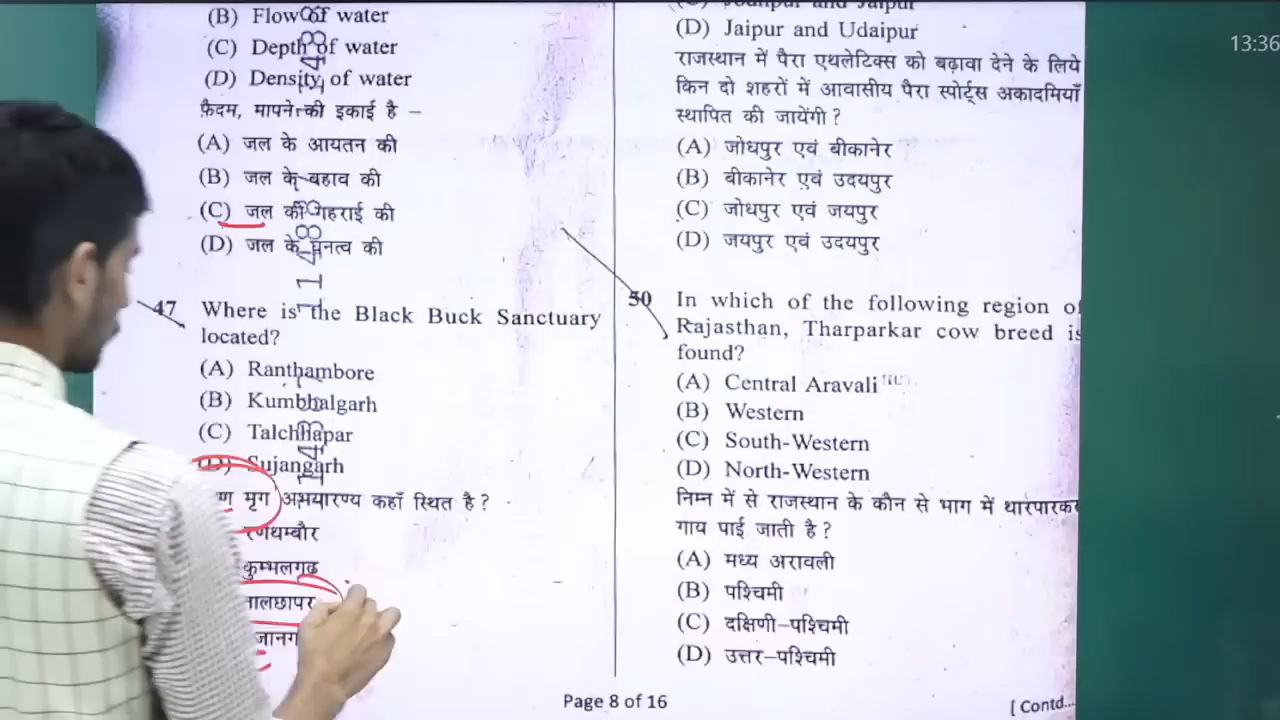 (B) Flow of water
(C) Depth of water
(D) Density of water
फ़ैदम, मापने की इकाई है –
(A) जल के आयतन की
(B) जल के बहाव की
(C) जल की गहराई की
(D) जल के घनत्व की
47 Where is the Black Buck Sanctuary
located?
(A) Ranthambore
(B) Kumbhalgarh
(C) Talchhapar
(D) Sujangarh
मृग अभयारण्य कहाँ स्थित है ?
रणथम्बौर
कुम्भलगढ़
तालछापर
Jodhpur and Jaipur
(D) Jaipur and Udaipur
राजस्थान में पैरा एथलेटिक्स को बढ़ावा देने के लिये
किन दो शहरों में आवासीय पैरा स्पोर्ट्स अकादमियाँ
स्थापित की जायेंगी ?
(A) जोधपुर एवं बीकानेर
(B) बीकानेर एवं उदयपुर
(C) जोधपुर एवं जयपुर
(D) जयपुर एवं उदयपुर
50 In which of the following region of
Rajasthan, Tharparkar cow breed is
found?
(A) Central Aravali
(B) Western
(C) South-Western
(D) North-Western
निम्न में से राजस्थान के कौन से भाग में थारपारकर
गाय पाई जाती है ?
(A) मध्य अरावली
(B) पश्चिमी
(C) दक्षिणी–पश्चिमी
(D) उत्तर–पश्चिमी
Page 8 of 16
[ Contd...
13:36